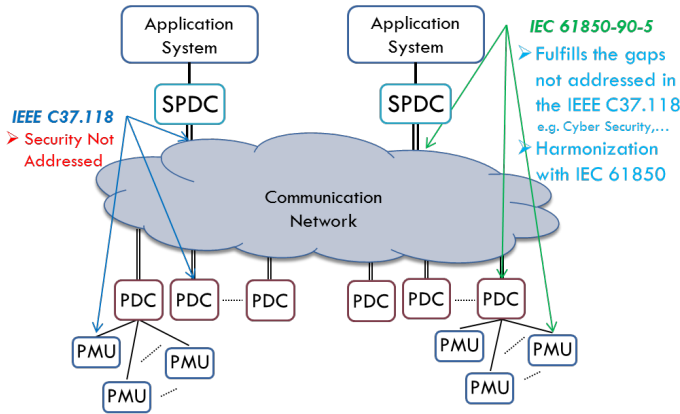 Application
System
Application
System
IEC 61850-90-5
Fulfills the gaps
not addressed in
the IEEE C37.118
e.g. Cyber Security,...
Harmonization
with IEC 61850
SPDC
SPDC
IEEE C37.118
Security Not
Addressed
Communication
Network
PDC
PDC
PDC
PDC
PDC
PDC
PMU
PMU
PMU
PMU
PMU
PMU